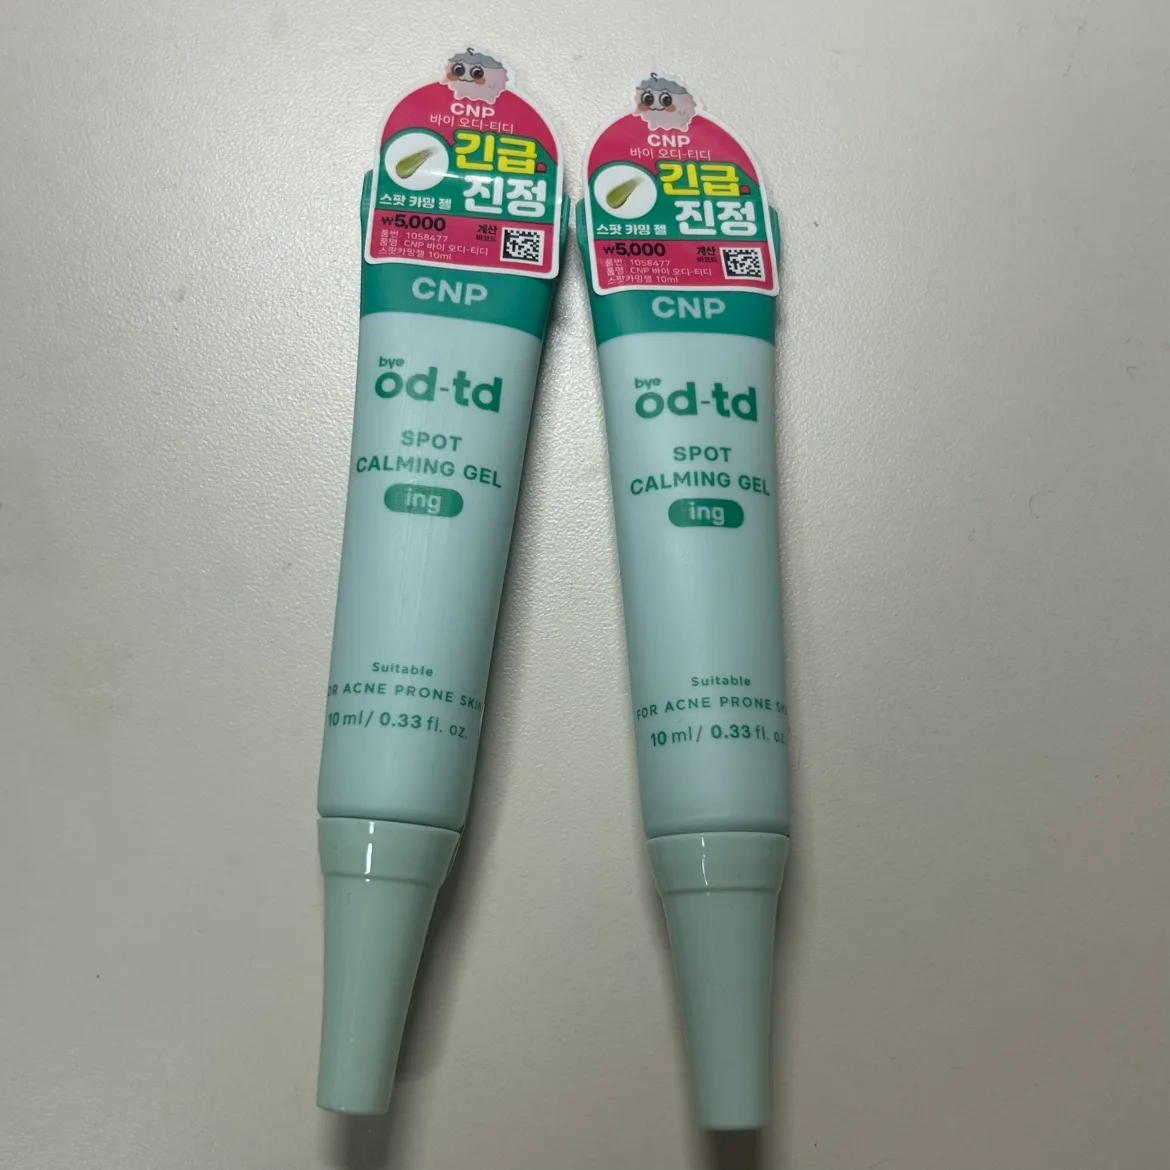 CNP
바이 오디-티디
긴급
진정
스팟 카밍 젤
₩5,000
계산
바코드
품번: 1058477
품명: CNP 바이 오디-티디
스팟카밍젤 10ml
CNP
bye
od-td
SPOT
CALMING GEL
ing
Suitable
OR ACNE PRONE SKIN
10 ml / 0.33 fl. oz.
CNP
바이 오디-티디
긴급
진정
스팟 카밍 젤
₩5,000
계산
바코드
품번: 1058477
품명: CNP 바이 오디-티디
스팟카밍젤 10ml
CNP
bye
od-td
SPOT
CALMING GEL
ing
Suitable
FOR ACNE PRONE SK
10 ml / 0.33 fl. oz.